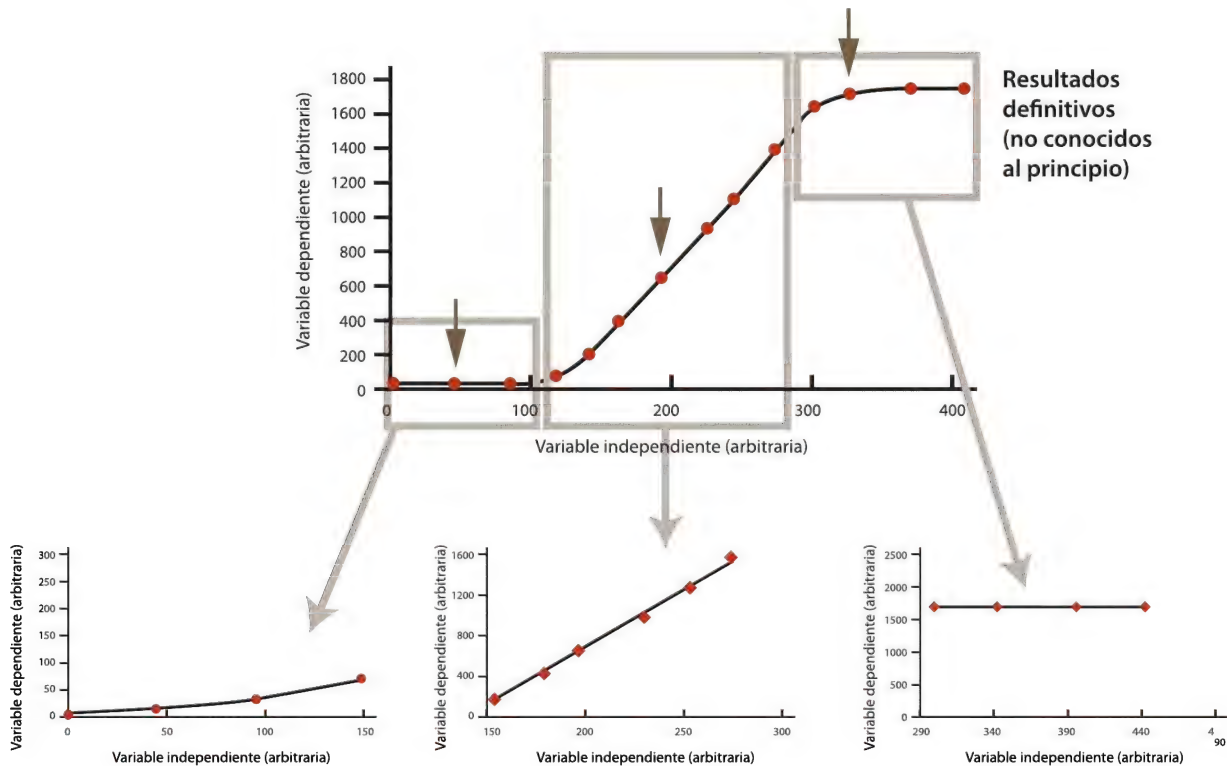 1800
1600
1400
1200
1000
800
600
400
200
0
Variable dependiente (arbitraria)
0 100 200 300 400
Variable independiente (arbitraria)
Resultados
definitivos
(no conocidos
al principio)
300
250
200
150
100
50
0
Variable dependiente (arbitraria)
0 50 100 150
Variable independiente (arbitraria)
1600
1200
800
400
0
Variable dependiente (arbitraria)
150 200 250 300
Variable independiente (arbitraria)
2500
2000
1500
1000
500
0
Variable dependiente (arbitraria)
290 340 390 440 4
90
Variable independiente (arbitraria)